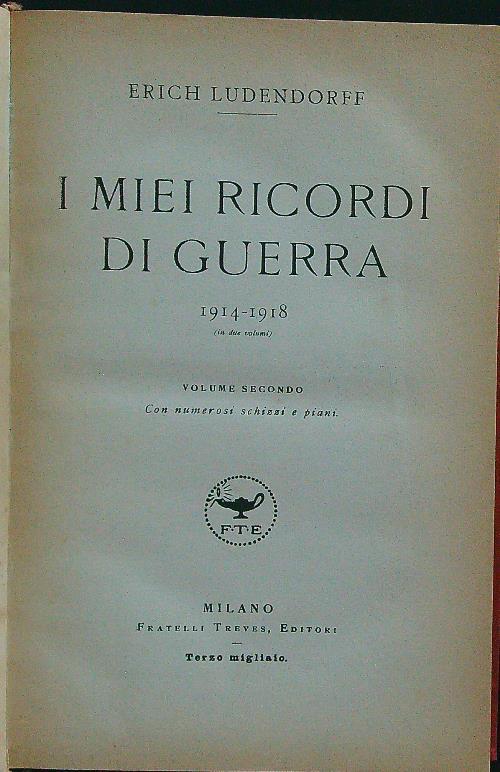 ERICH LUDENDORFF
I MIEI RICORDI
DI GUERRA
1914-1918
(in due volumi)
VOLUME SECONDO
Con numerosi schizzi e piani.
F·T·E
MILANO
FRATELLI TREVES, EDITORI
Terzo migliaio.